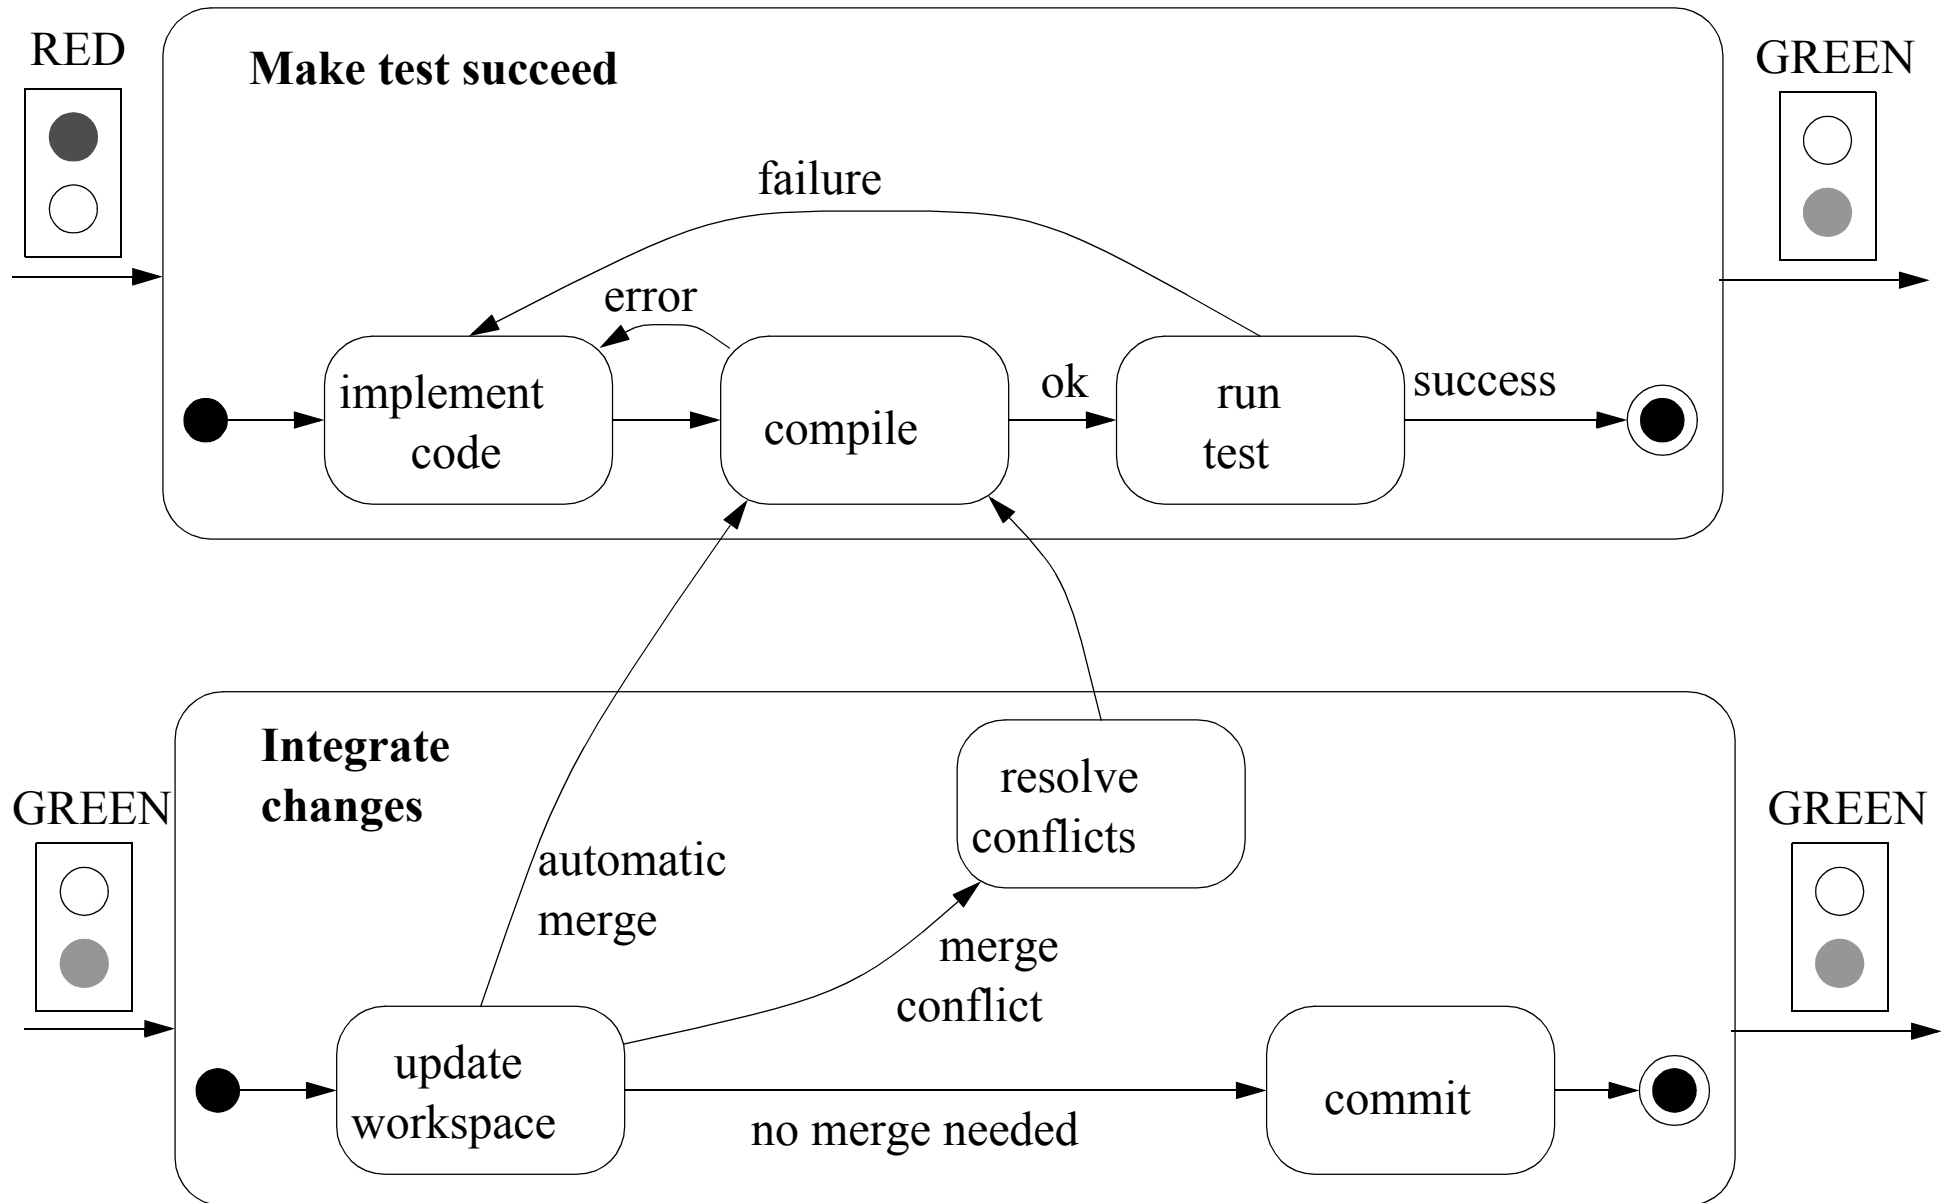 RED
Make test succeed
GREEN
failure
error
implement
code
compile
ok
run
test
success
Integrate
changes
GREEN
resolve
conflicts
GREEN
automatic
merge
merge
conflict
update
workspace
no merge needed
commit